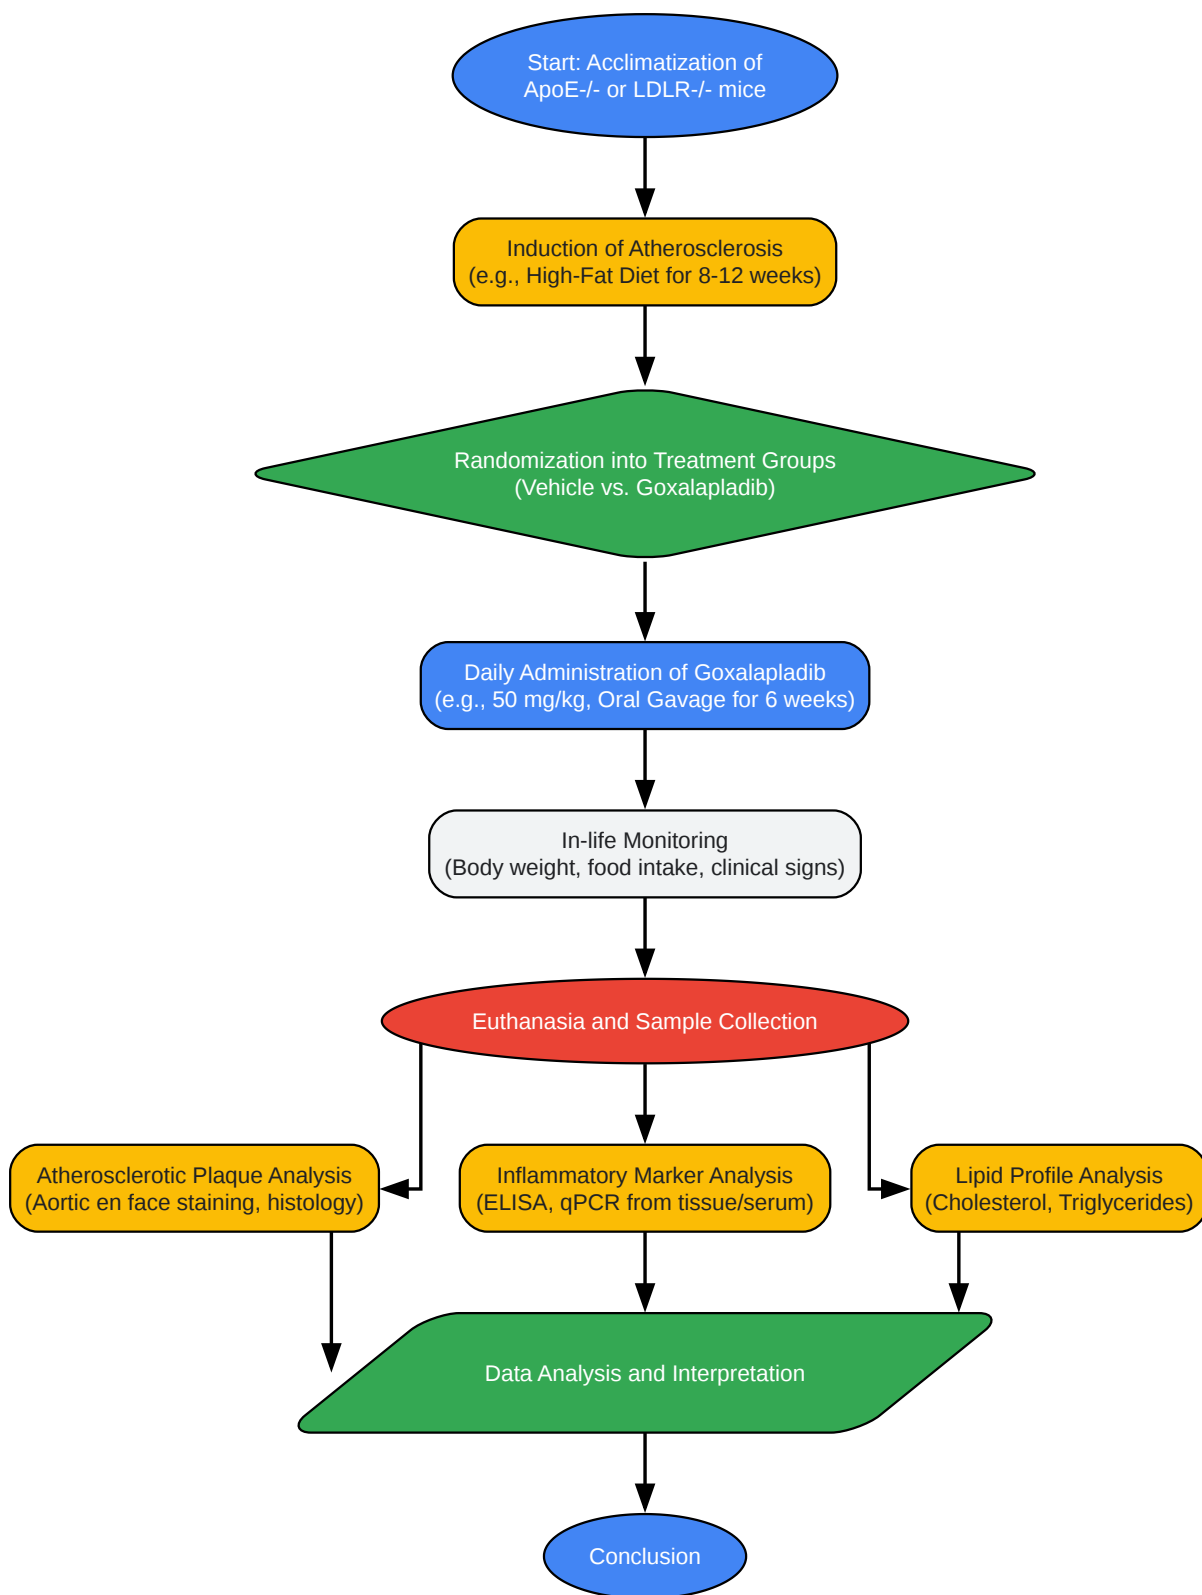 Start: Acclimatization of
ApoE-/- or LDLR-/- mice
Induction of Atherosclerosis
(e.g., High-Fat Diet for 8-12 weeks)
Randomization into Treatment Groups
(Vehicle vs. Goxalapladib)
Daily Administration of Goxalapladib
(e.g., 50 mg/kg, Oral Gavage for 6 weeks)
In-life Monitoring
(Body weight, food intake, clinical signs)
Euthanasia and Sample Collection
Atherosclerotic Plaque Analysis
(Aortic en face staining, histology)
Inflammatory Marker Analysis
(ELISA, qPCR from tissue/serum)
Lipid Profile Analysis
(Cholesterol, Triglycerides)
Data Analysis and Interpretation
Conclusion